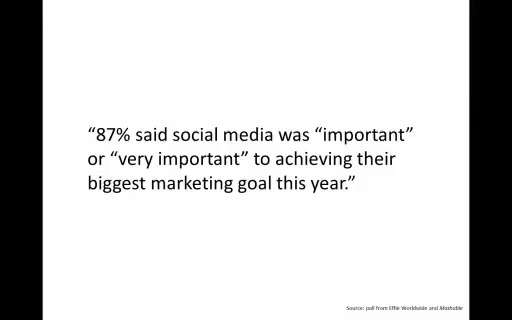 “87% said social media was “important”
or “very important” to achieving their
biggest marketing goal this year.”
Source: poll from Effie Worldwide and Mashable